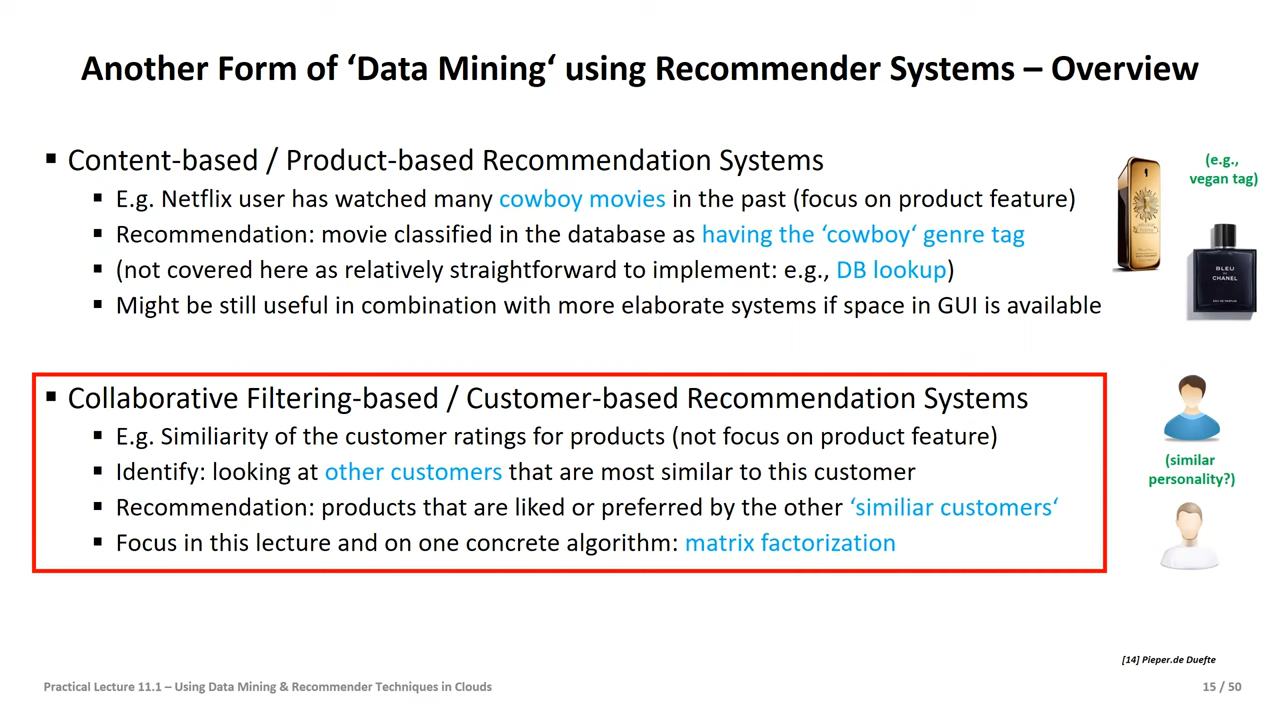 Another Form of ‘Data Mining‘ using Recommender Systems – Overview
▪ Content-based / Product-based Recommendation Systems
▪ E.g. Netflix user has watched many cowboy movies in the past (focus on product feature)
▪ Recommendation: movie classified in the database as having the ‘cowboy‘ genre tag
▪ (not covered here as relatively straightforward to implement: e.g., DB lookup)
▪ Might be still useful in combination with more elaborate systems if space in GUI is available
(e.g.,
vegan tag)
BLEU
DE
CHANEL
EAU DE PARFUM
▪ Collaborative Filtering-based / Customer-based Recommendation Systems
▪ E.g. Similiarity of the customer ratings for products (not focus on product feature)
▪ Identify: looking at other customers that are most similar to this customer
▪ Recommendation: products that are liked or preferred by the other ‘similiar customers‘
▪ Focus in this lecture and on one concrete algorithm: matrix factorization
(similar
personality?)
[14] Pieper.de Duefte
Practical Lecture 11.1 – Using Data Mining & Recommender Techniques in Clouds
15 / 50